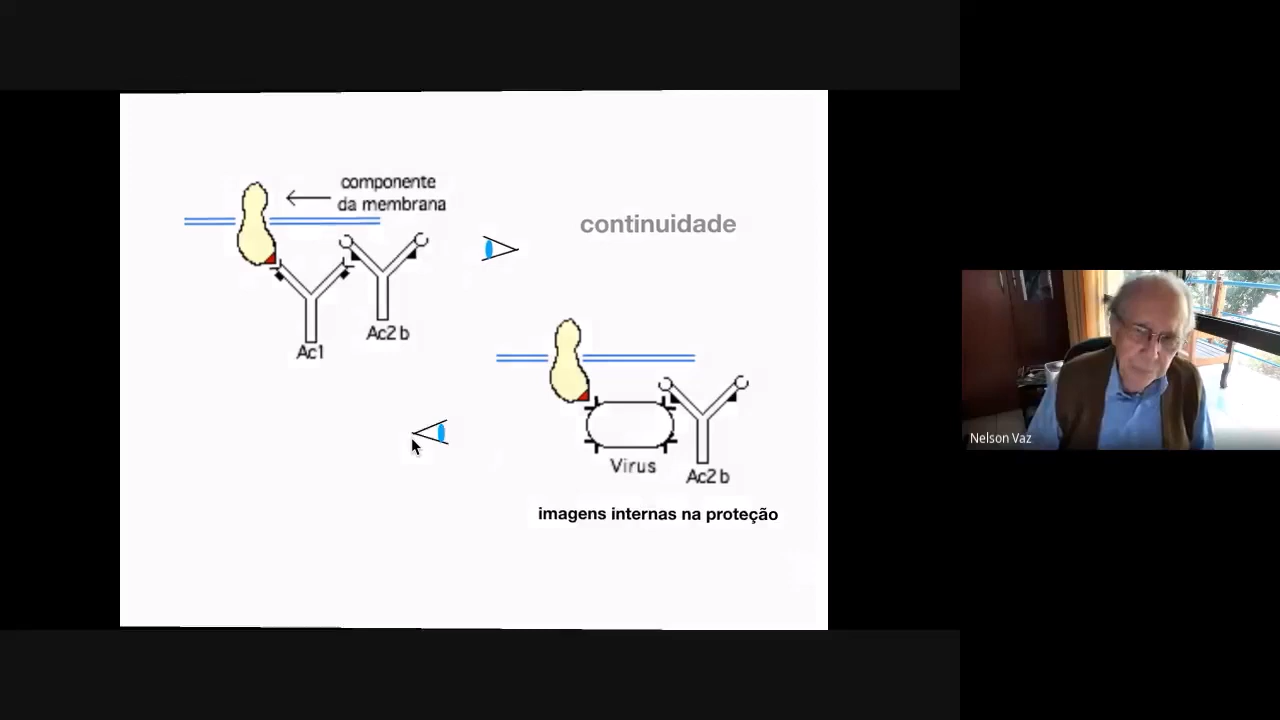 componente
da membrana
continuidade
Ac1
Ac2 b
Virus
Ac2 b
imagens internas na proteção
Nelson Vaz